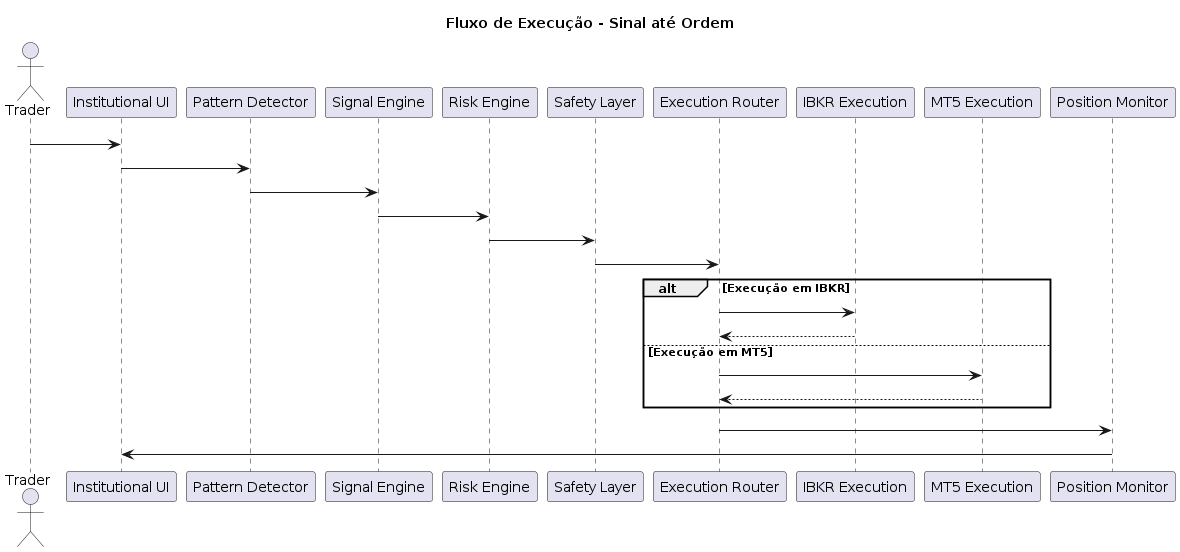 Fluxo de Execução - Sinal até Ordem
Trader
Institutional UI
Pattern Detector
Signal Engine
Risk Engine
Safety Layer
Execution Router
IBKR Execution
MT5 Execution
Position Monitor
alt
[Execução em IBKR]
[Execução em MT5]
Trader
Institutional UI
Pattern Detector
Signal Engine
Risk Engine
Safety Layer
Execution Router
IBKR Execution
MT5 Execution
Position Monitor